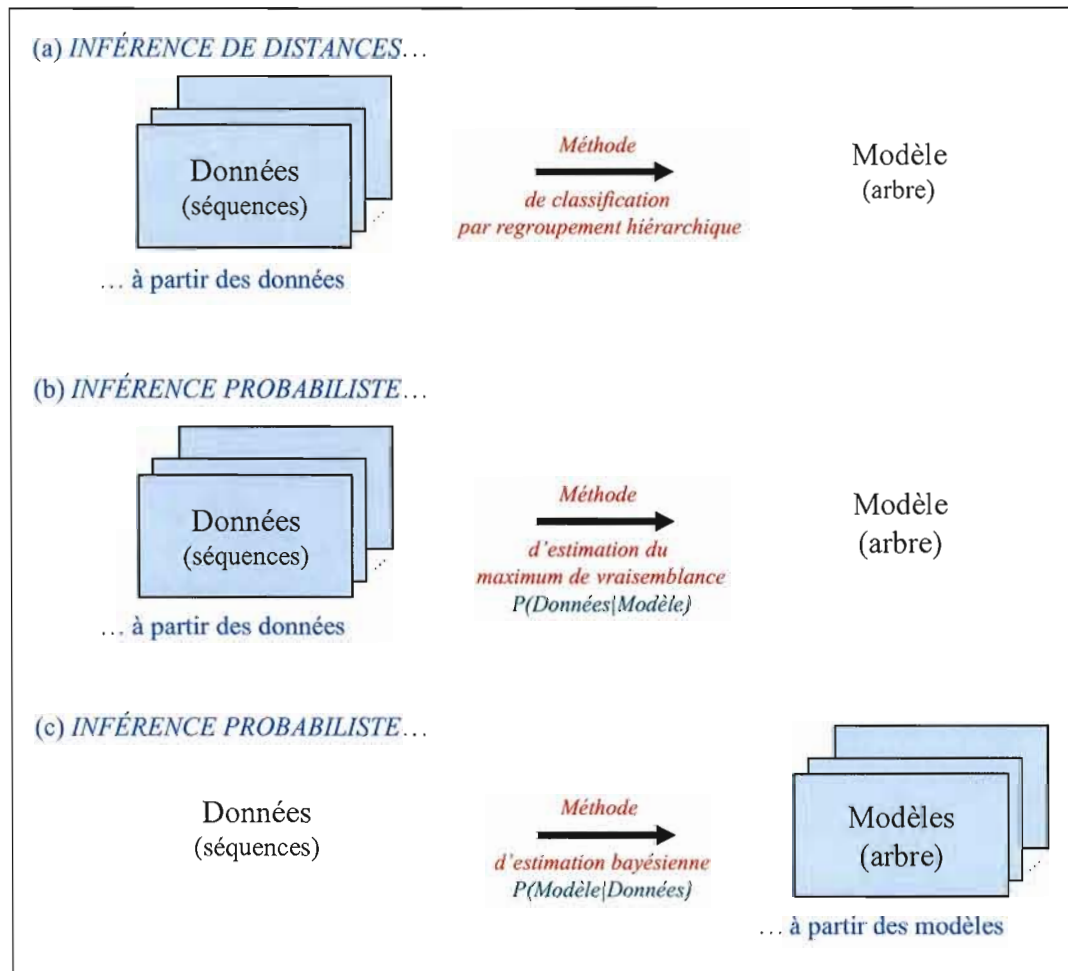 (a) INFÉRENCE DE DISTANCES…
Données
(séquences)
… à partir des données
Méthode
de classification
par regroupement hiérarchique
Modèle
(arbre)
(b) INFÉRENCE PROBABILISTE…
Données
(séquences)
… à partir des données
Méthode
d'estimation du
maximum de vraisemblance
P(Données|Modèle)
Modèle
(arbre)
(c) INFÉRENCE PROBABILISTE…
Données
(séquences)
Méthode
d'estimation bayésienne
P(Modèle|Données)
Modèles
(arbre)
… à partir des modèles